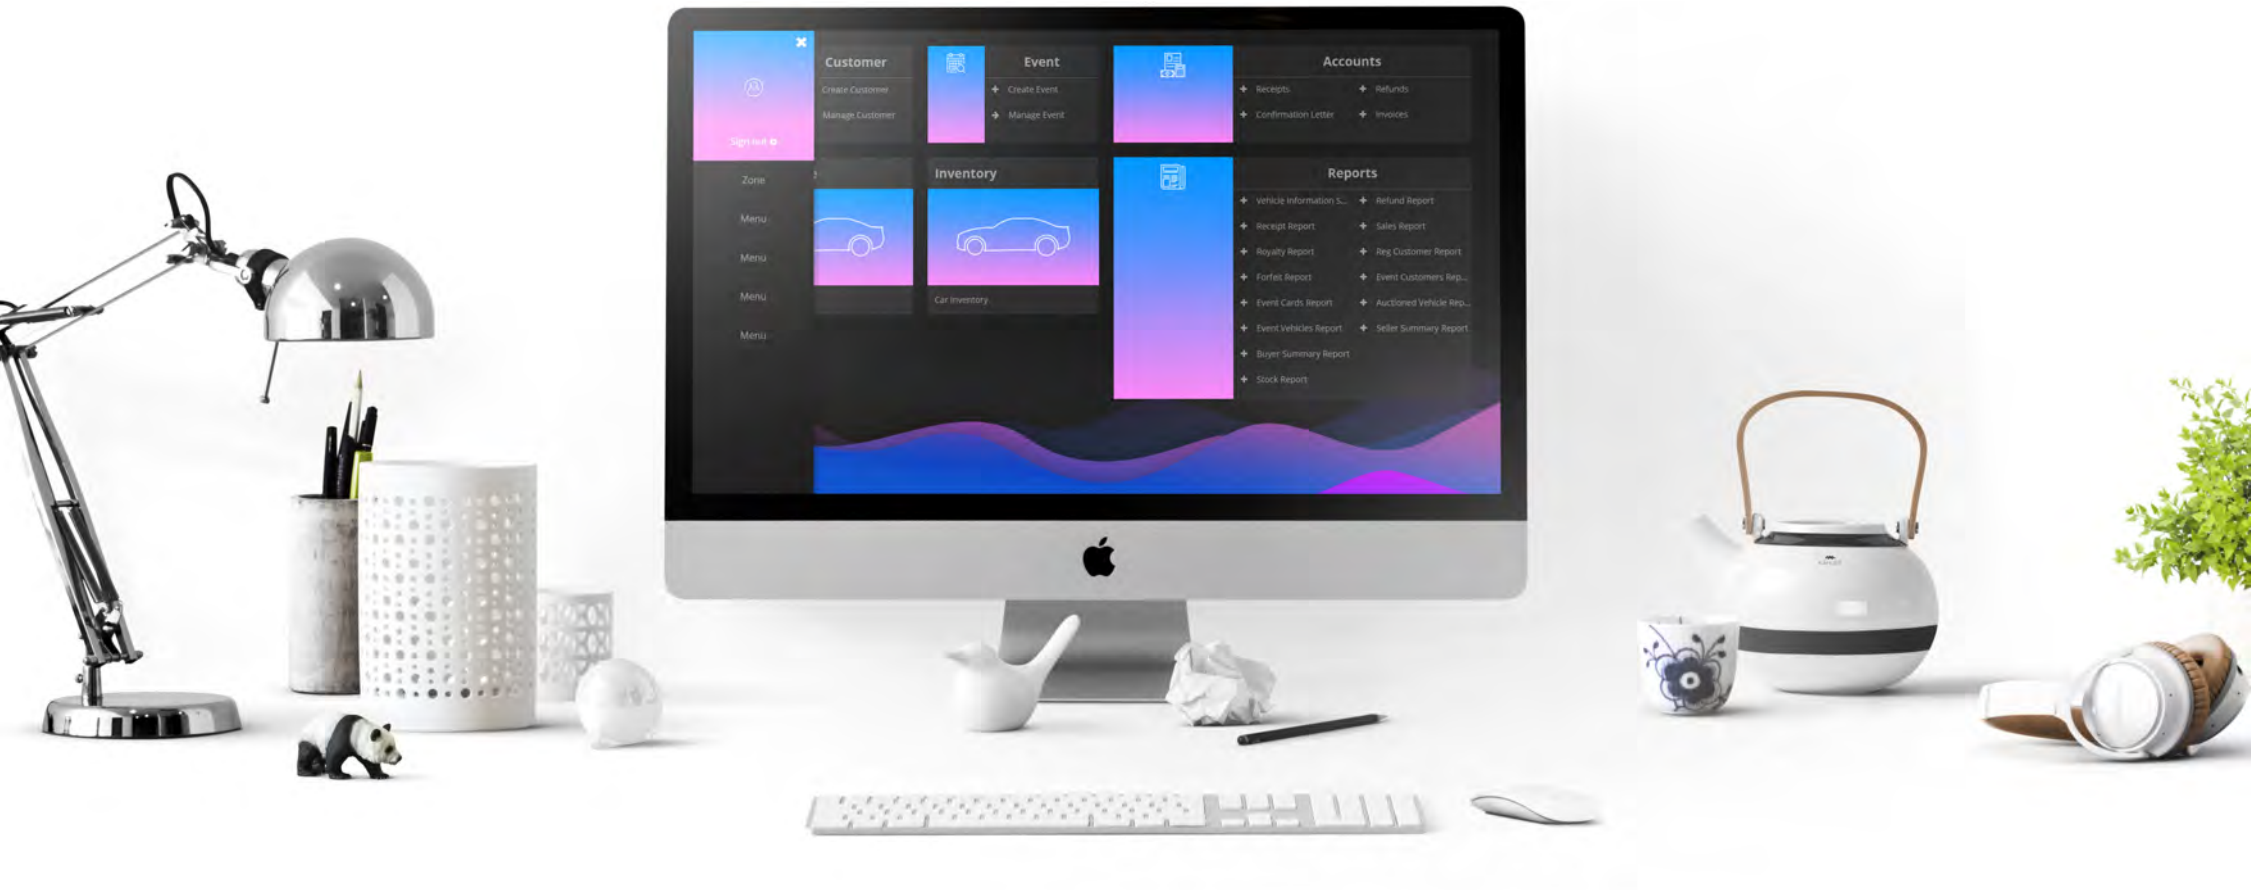 Sign out
Zone
Menu
Menu
Menu
Menu
Customer
Create Customer
Manage Customer
Event
Create Event
Manage Event
Accounts
Receipts
Refunds
Confirmation Letter
Invoices
Inventory
Car Inventory
Reports
Vehicle Information S...
Refund Report
Receipt Report
Sales Report
Royalty Report
Reg Customer Report
Forfeit Report
Event Customers Rep...
Event Cards Report
Auctioned Vehicle Rep...
Event Vehicles Report
Seller Summary Report
Buyer Summary Report
Stock Report